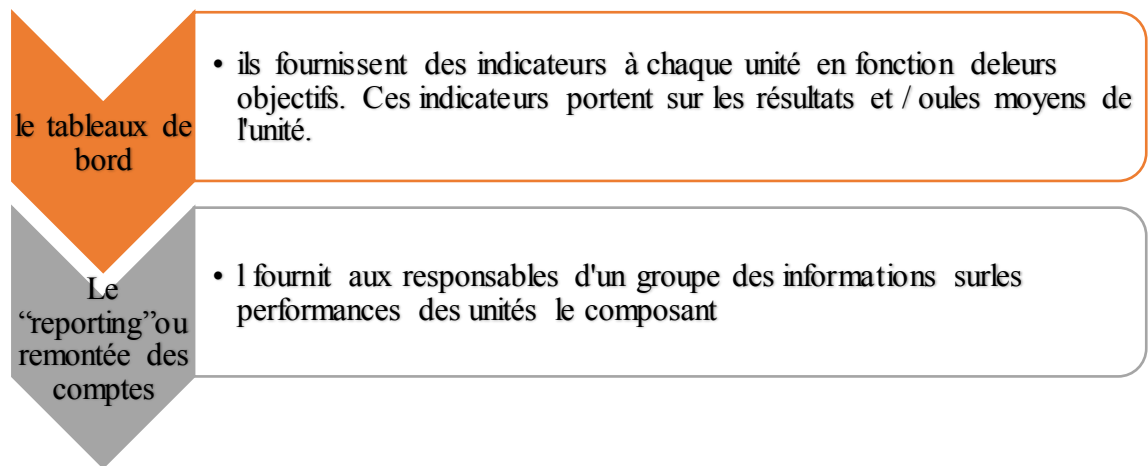 le tableaux de
bord
• ils fournissent des indicateurs à chaque unité en fonction deleurs
objectifs. Ces indicateurs portent sur les résultats et / oules moyens de
l'unité.
Le
“reporting”ou
remontée des
comptes
• l fournit aux responsables d'un groupe des informations surles
performances des unités le composant